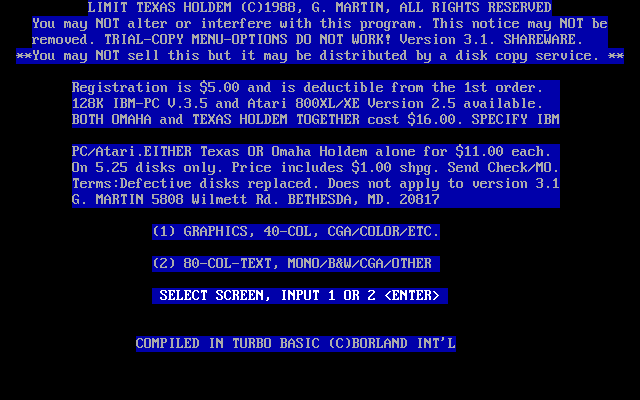 LIMIT TEXAS HOLDEM (C)1988, G. MARTIN, ALL RIGHTS RESERVED
You may NOT alter or interfere with this program. This notice may NOT be
removed. TRIAL-COPY MENU-OPTIONS DO NOT WORK! Version 3.1. SHAREWARE.
**You may NOT sell this but it may be distributed by a disk copy service. **
Registration is $5.00 and is deductible from the 1st order.
128K IBM-PC V.3.5 and Atari 800XL/XE Version 2.5 available.
BOTH OMAHA and TEXAS HOLDEM TOGETHER cost $16.00. SPECIFY IBM
PC/Atari.EITHER Texas OR Omaha Holdem alone for $11.00 each.
On 5.25 disks only. Price includes $1.00 shpg. Send Check/MO.
Terms:Defective disks replaced. Does not apply to version 3.1
G. MARTIN 5808 Wilmett Rd. BETHESDA, MD. 20817
(1) GRAPHICS, 40-COL, CGA/COLOR/ETC.
(2) 80-COL-TEXT, MONO/B&W/CGA/OTHER
SELECT SCREEN, INPUT 1 OR 2 <ENTER>
COMPILED IN TURBO BASIC (C)BORLAND INT'L